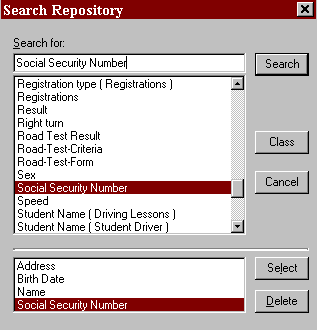 Search Repository
Search for:
Social Security Number
Search
Registration type ( Registrations )
Registrations
Result
Right turn
Road Test Result
Road-Test-Criteria
Road-Test-Form
Sex
Social Security Number
Speed
Student Name ( Driving Lessons )
Student Name ( Student Driver )
Class
Cancel
Address
Birth Date
Name
Social Security Number
Select
Delete